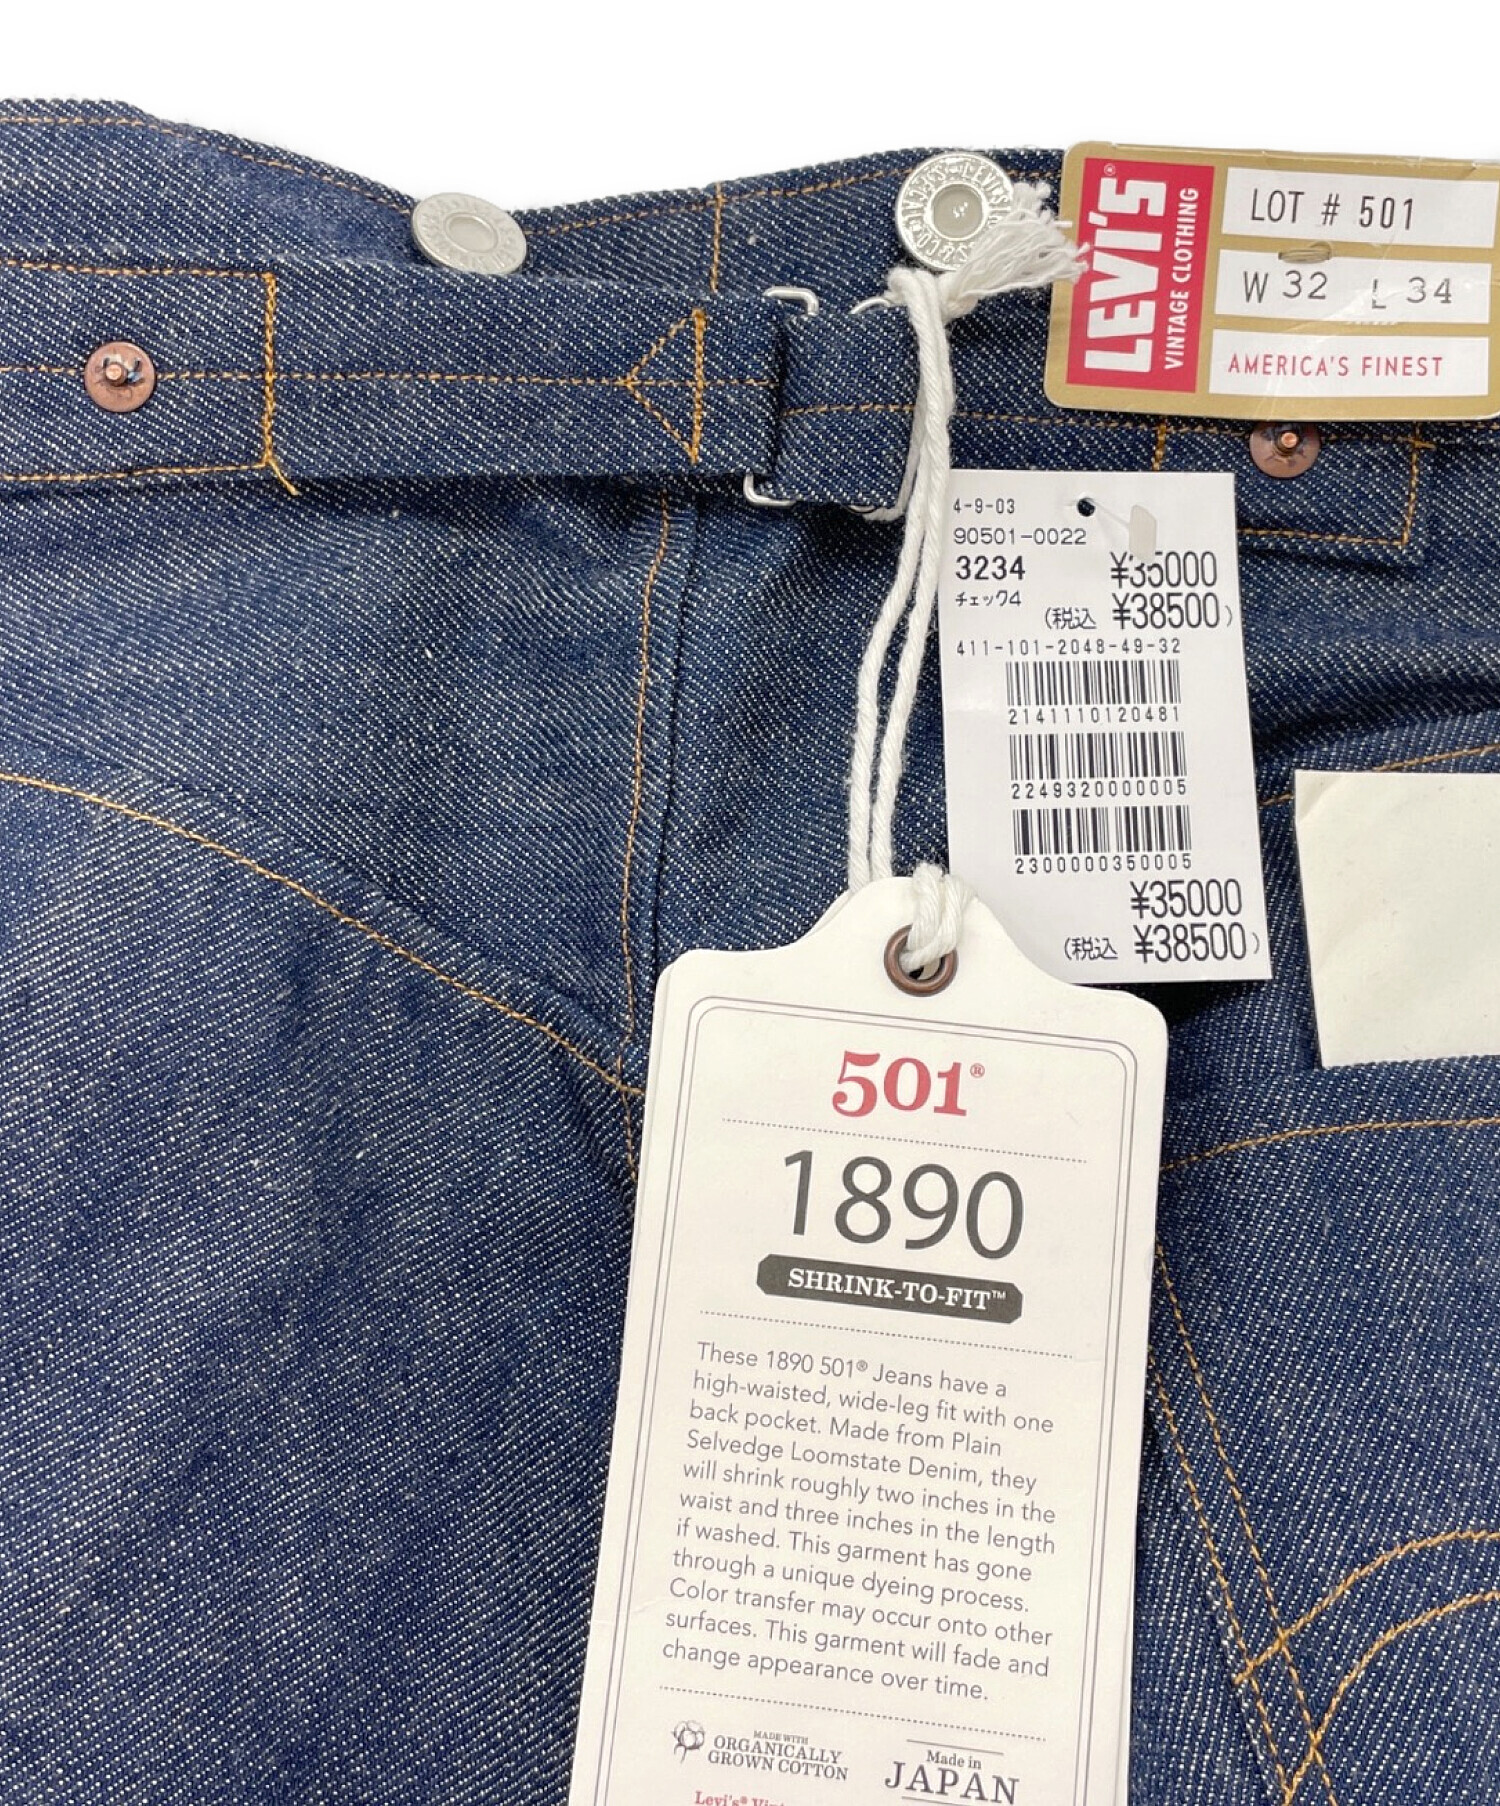 LEVI'S®
VINTAGE CLOTHING
LOT # 501
W 32 L 34
AMERICA'S FINEST
4-9-03
90501-0022
3234 ¥35000
チェック4
(税込 ¥38500)
411-101-2048-49-32
2141110120481
2249320000005
2300000350005
¥35000
(税込 ¥38500)
501®
1890
SHRINK-TO-FIT™
These 1890 501® Jeans have a
high-waisted, wide-leg fit with one
back pocket. Made from Plain
Selvedge Loomstate Denim, they
will shrink roughly two inches in the
waist and three inches in the length
if washed. This garment has gone
through a unique dyeing process.
Color transfer may occur onto other
surfaces. This garment will fade and
change appearance over time.
MADE WITH
ORGANICALLY
GROWN COTTON
Made in
JAPAN
Levi's®